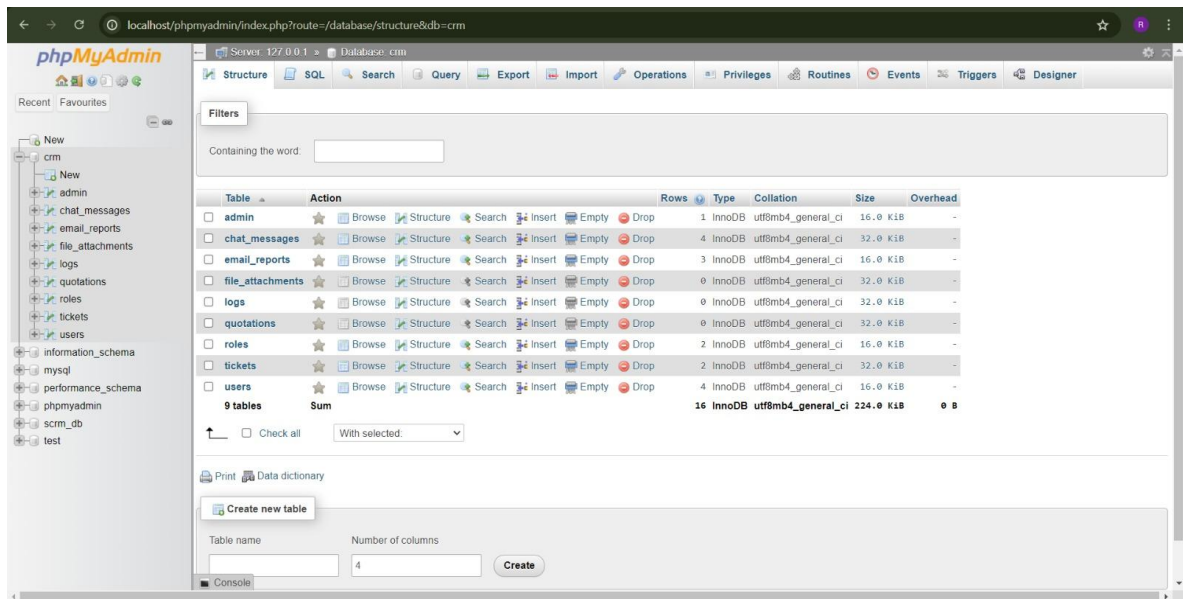 localhost/phpmyadmin/index.php?route=/database/structure&db=crm
R
phpMyAdmin
Recent Favourites
New
crm
New
admin
chat_messages
email_reports
file_attachments
logs
quotations
roles
tickets
users
information_schema
mysql
performance_schema
phpmyadmin
scrm_db
test
Server: 127.0.0.1 » Database: crm
Structure SQL Search Query Export Import Operations Privileges Routines Events Triggers Designer
Filters
Containing the word:
Table Action Rows Type Collation Size Overhead
admin Browse Structure Search Insert Empty Drop 1 InnoDB utf8mb4_general_ci 16.0 KiB -
chat_messages Browse Structure Search Insert Empty Drop 4 InnoDB utf8mb4_general_ci 32.0 KiB -
email_reports Browse Structure Search Insert Empty Drop 3 InnoDB utf8mb4_general_ci 16.0 KiB -
file_attachments Browse Structure Search Insert Empty Drop 0 InnoDB utf8mb4_general_ci 32.0 KiB -
logs Browse Structure Search Insert Empty Drop 0 InnoDB utf8mb4_general_ci 32.0 KiB -
quotations Browse Structure Search Insert Empty Drop 0 InnoDB utf8mb4_general_ci 32.0 KiB -
roles Browse Structure Search Insert Empty Drop 2 InnoDB utf8mb4_general_ci 16.0 KiB -
tickets Browse Structure Search Insert Empty Drop 2 InnoDB utf8mb4_general_ci 32.0 KiB -
users Browse Structure Search Insert Empty Drop 4 InnoDB utf8mb4_general_ci 16.0 KiB -
9 tables Sum 16 InnoDB utf8mb4_general_ci 224.0 KiB 0 B
Check all With selected:
Print Data dictionary
Create new table
Table name Number of columns
4 Create
Console